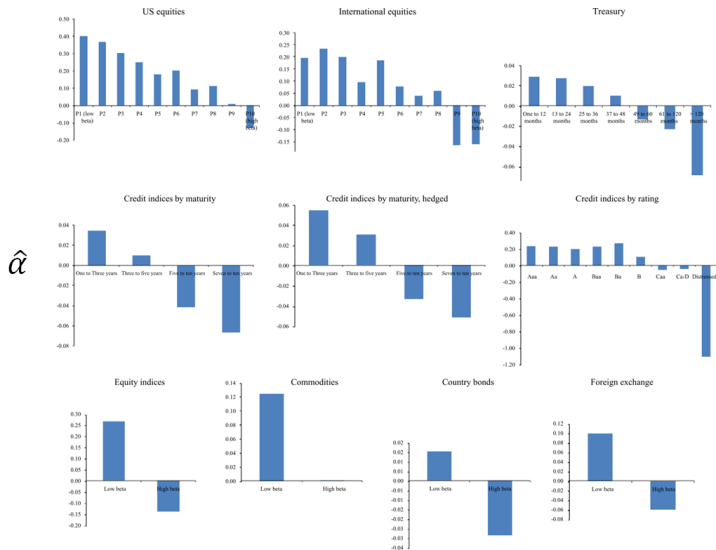 US equities
0.50
0.40
0.30
0.20
0.10
0.00
-0.10
-0.20
P1 (low beta)
P2
P3
P4
P5
P6
P7
P8
P9
P10 (high beta)
International equities
0.30
0.25
0.20
0.15
0.10
0.05
0.00
-0.05
-0.10
-0.15
P1 (low beta)
P2
P3
P4
P5
P6
P7
P8
P9
P10 (high beta)
Treasury
0.04
0.02
0.00
-0.02
-0.04
-0.06
One to 12 months
13 to 24 months
25 to 36 months
37 to 48 months
49 to 60 months
61 to 120 months
> 120 months
α̂
Credit indices by maturity
0.04
0.02
0.00
-0.02
-0.04
-0.06
-0.08
One to Three years
Three to five years
Five to ten years
Seven to ten years
Credit indices by maturity, hedged
0.06
0.04
0.02
0.00
-0.02
-0.04
-0.06
One to Three years
Three to five years
Five to ten years
Seven to ten years
Credit indices by rating
0.40
0.20
0.00
-0.20
-0.40
-0.60
-0.80
-1.00
-1.20
Aaa
Aa
A
Baa
Ba
B
Caa
Ca-D
Distressed
Equity indices
0.30
0.25
0.20
0.15
0.10
0.05
0.00
-0.05
-0.10
-0.15
-0.20
Low beta
High beta
Commodities
0.14
0.12
0.10
0.08
0.06
0.04
0.02
0.00
Low beta
High beta
Country bonds
0.02
0.02
0.01
0.01
0.00
-0.01
-0.01
-0.02
-0.02
-0.03
-0.03
-0.04
Low beta
High beta
Foreign exchange
0.12
0.10
0.08
0.06
0.04
0.02
0.00
-0.02
-0.04
-0.06
-0.08
Low beta
High beta